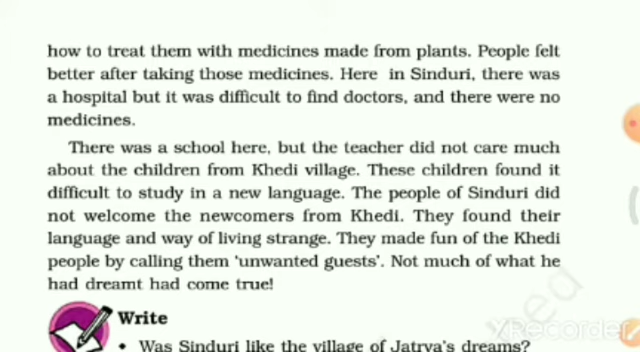 how to treat them with medicines made from plants. People felt
better after taking those medicines. Here in Sinduri, there was
a hospital but it was difficult to find doctors, and there were no
medicines.
There was a school here, but the teacher did not care much
about the children from Khedi village. These children found it
difficult to study in a new language. The people of Sinduri did
not welcome the newcomers from Khedi. They found their
language and way of living strange. They made fun of the Khedi
people by calling them 'unwanted guests'. Not much of what he
had dreamt had come true!
Write
• Was Sinduri like the village of Jatrya's dreams?
XRecorder